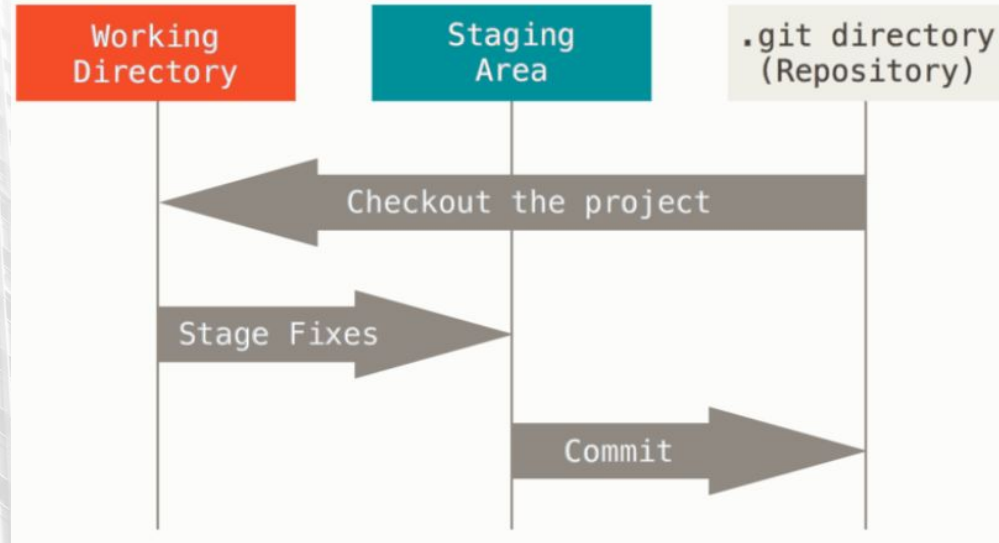 Working
Directory
Staging
Area
.git directory
(Repository)
Checkout the project
Stage Fixes
Commit